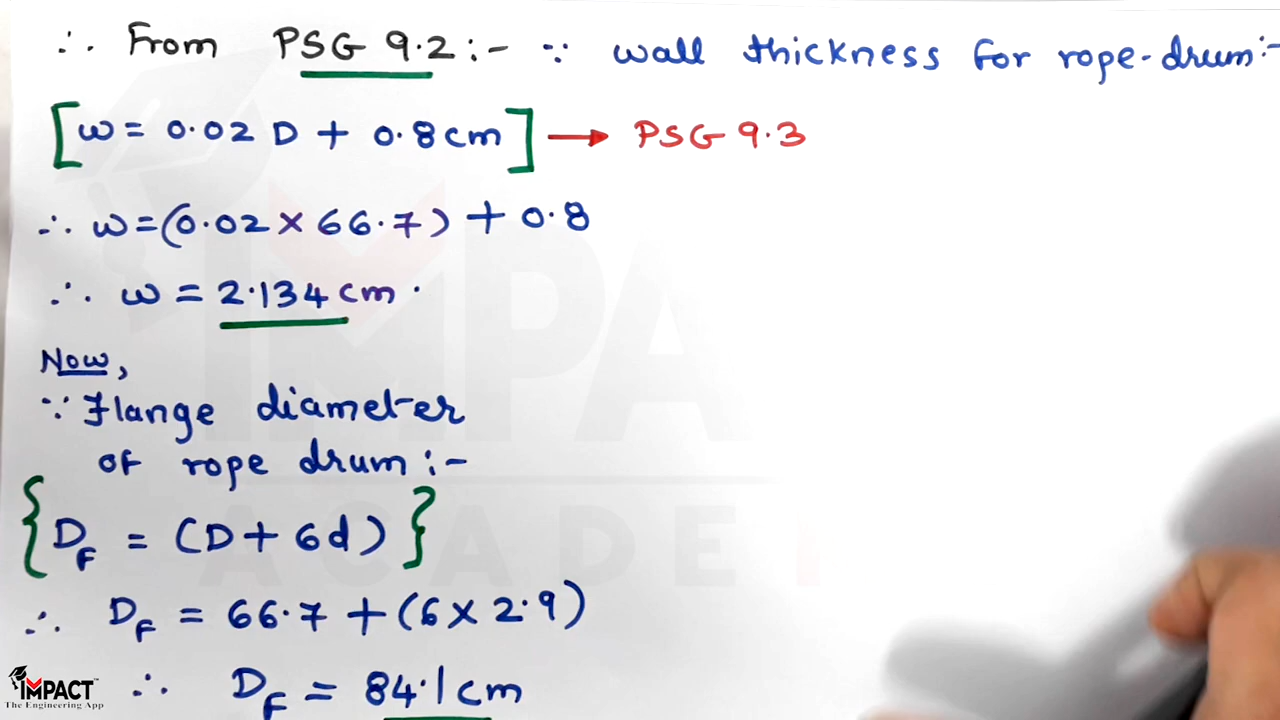 ∴ From PSG 9.2:- ∵ wall thickness for rope-drum:-
[w = 0.02 D + 0.8 cm] → PSG 9.3
∴ w = (0.02 × 66.7) + 0.8
∴ w = 2.134 cm.
Now,
∵ Flange diameter
of rope drum:-
{D_F = (D + 6d)}
∴ D_F = 66.7 + (6 × 2.9)
∴ D_F = 84.1 cm
IMPACT
The Engineering App
IMPA
ACADE